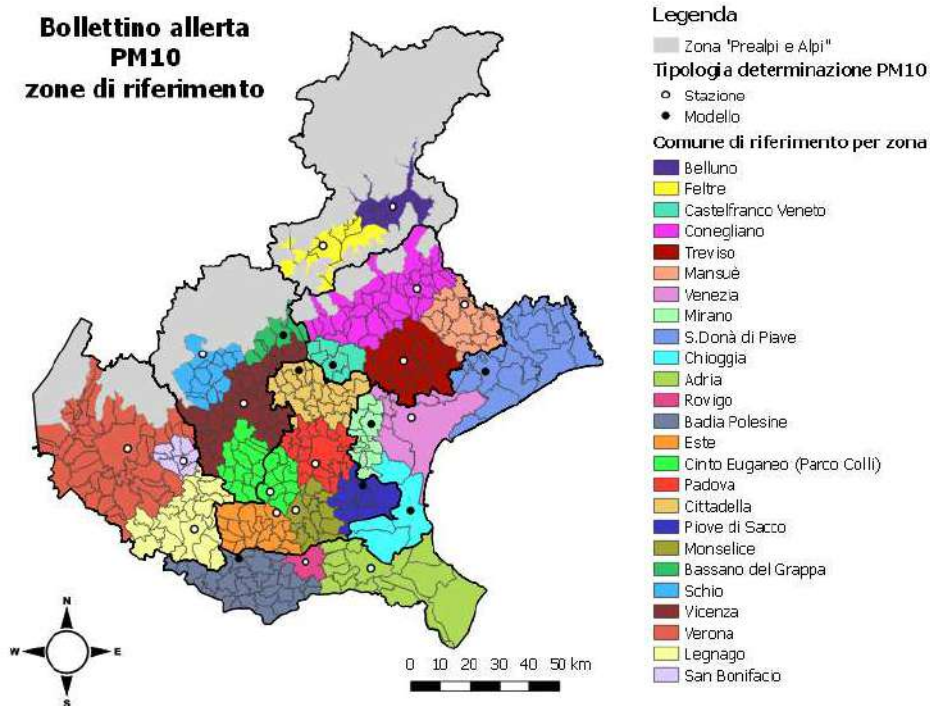 Bollettino allerta
PM10
zone di riferimento
Legenda
Zona "Prealpi e Alpi"
Tipologia determinazione PM10
Stazione
Modello
Comune di riferimento per zona
Belluno
Feltre
Castelfranco Veneto
Conegliano
Treviso
Mansuè
Venezia
Mirano
S.Donà di Piave
Chioggia
Adria
Rovigo
Badia Polesine
Este
Cinto Euganeo (Parco Colli)
Padova
Cittadella
Piove di Sacco
Monselice
Bassano del Grappa
Schio
Vicenza
Verona
Legnago
San Bonifacio
N
W E
S
0 10 20 30 40 50 km